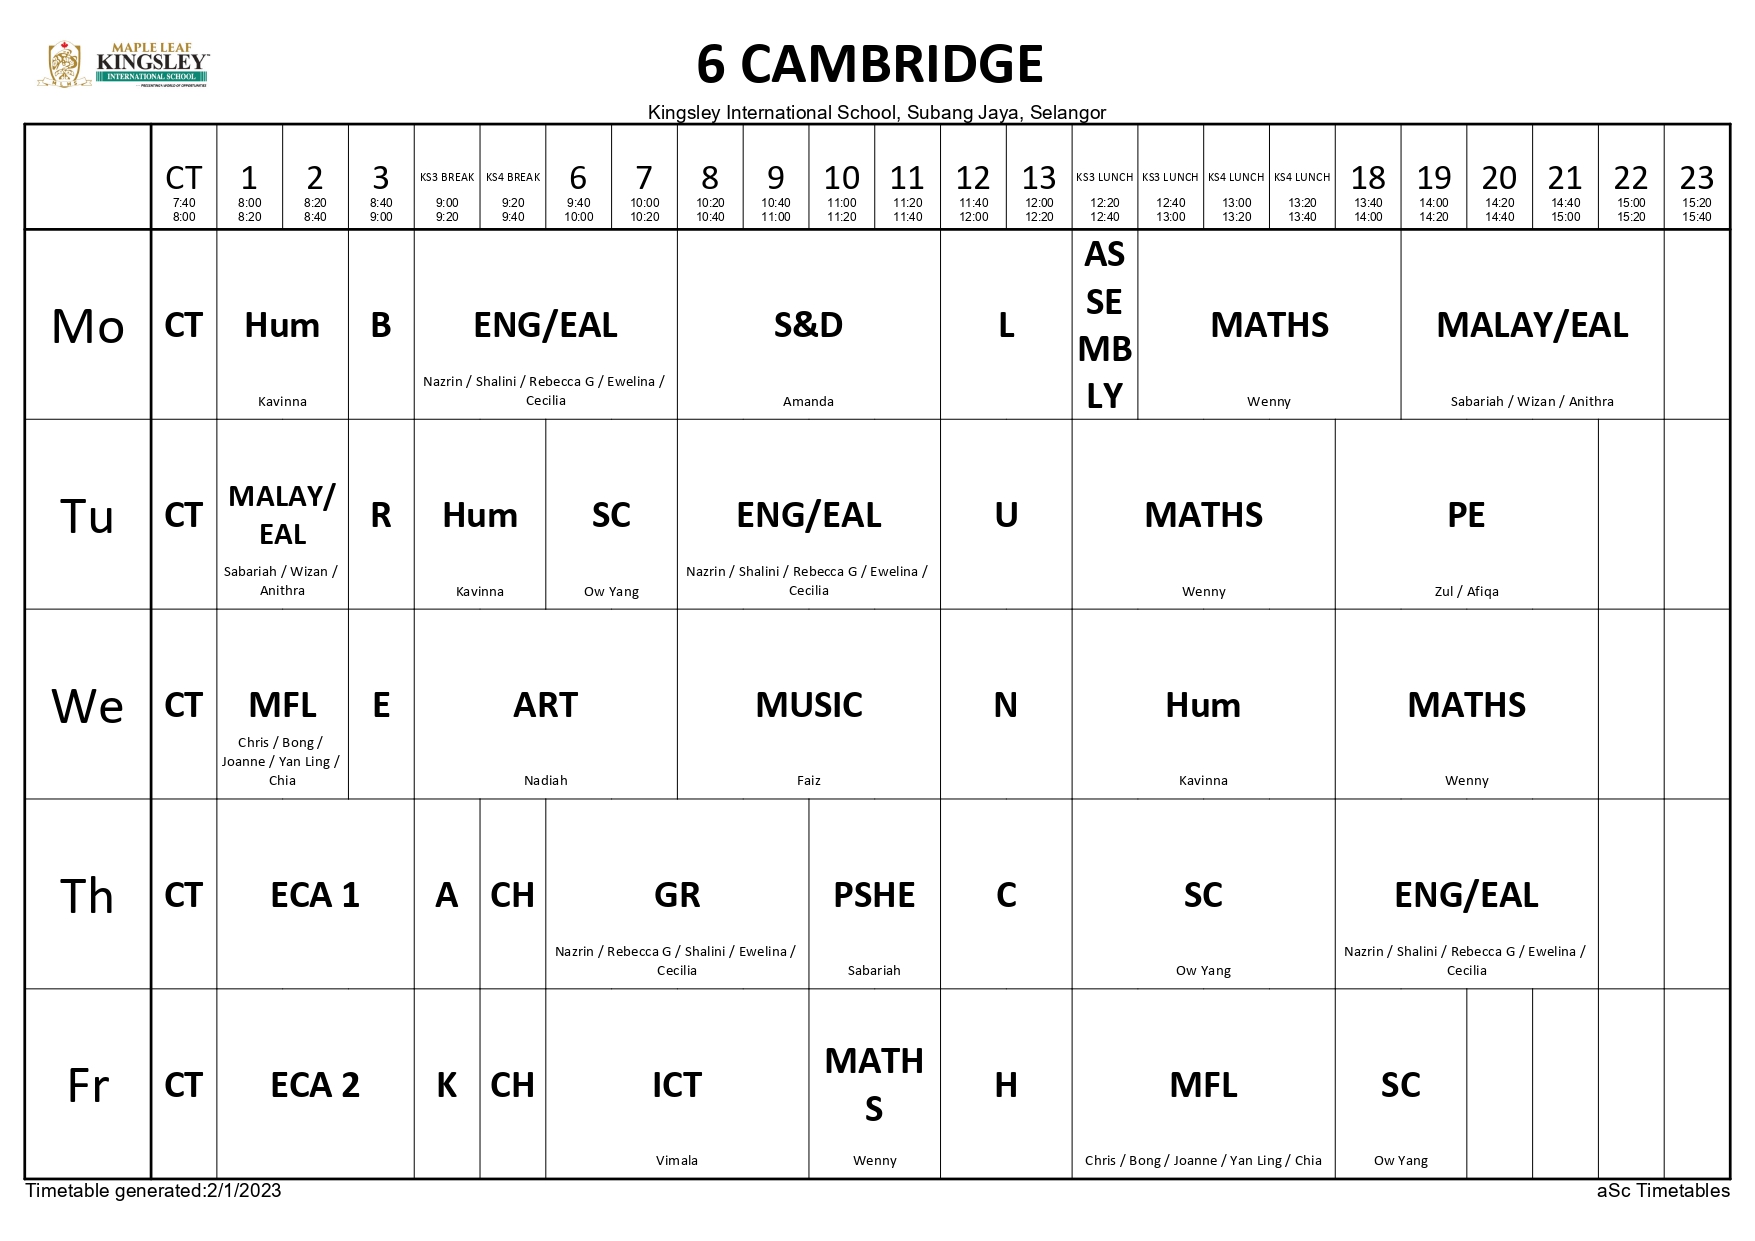 MAPLE LEAF
KINGSLEY
INTERNATIONAL SCHOOL
6 CAMBRIDGE
Kingsley International School, Subang Jaya, Selangor
CT 1 2 3 KS3 BREAK KS4 BREAK 6 7 8 9 10 11 12 13 KS3 LUNCH KS3 LUNCH KS4 LUNCH KS4 LUNCH 18 19 20 21 22 23
7:40 8:00 8:20 8:40 9:00 9:20 9:40 10:00 10:20 10:40 11:00 11:20 11:40 12:00 12:20 12:40 13:00 13:20 13:40 14:00 14:20 14:40 15:00 15:20
8:00 8:20 8:40 9:00 9:20 9:40 10:00 10:20 10:40 11:00 11:20 11:40 12:00 12:20 12:40 13:00 13:20 13:40 14:00 14:20 14:40 15:00 15:20 15:40
Mo
CT
Hum
Kavinna
B
ENG/EAL
Nazrin / Shalini / Rebecca G / Ewelina /
Cecilia
S&D
Amanda
L
AS
SE
MB
LY
MATHS
Wenny
MALAY/EAL
Sabariah / Wizan / Anithra
Tu
CT
MALAY/
EAL
Sabariah / Wizan /
Anithra
R
Hum
Kavinna
SC
Ow Yang
ENG/EAL
Nazrin / Shalini / Rebecca G / Ewelina /
Cecilia
U
MATHS
Wenny
PE
Zul / Afiqa
We
CT
MFL
Chris / Bong /
Joanne / Yan Ling /
Chia
E
ART
Nadiah
MUSIC
Faiz
N
Hum
Kavinna
MATHS
Wenny
Th
CT
ECA 1
A
CH
GR
Nazrin / Rebecca G / Shalini / Ewelina /
Cecilia
PSHE
Sabariah
C
SC
Ow Yang
ENG/EAL
Nazrin / Shalini / Rebecca G / Ewelina /
Cecilia
Fr
CT
ECA 2
K
CH
ICT
Vimala
MATH
S
Wenny
H
MFL
Chris / Bong / Joanne / Yan Ling / Chia
SC
Ow Yang
Timetable generated:2/1/2023
aSc Timetables